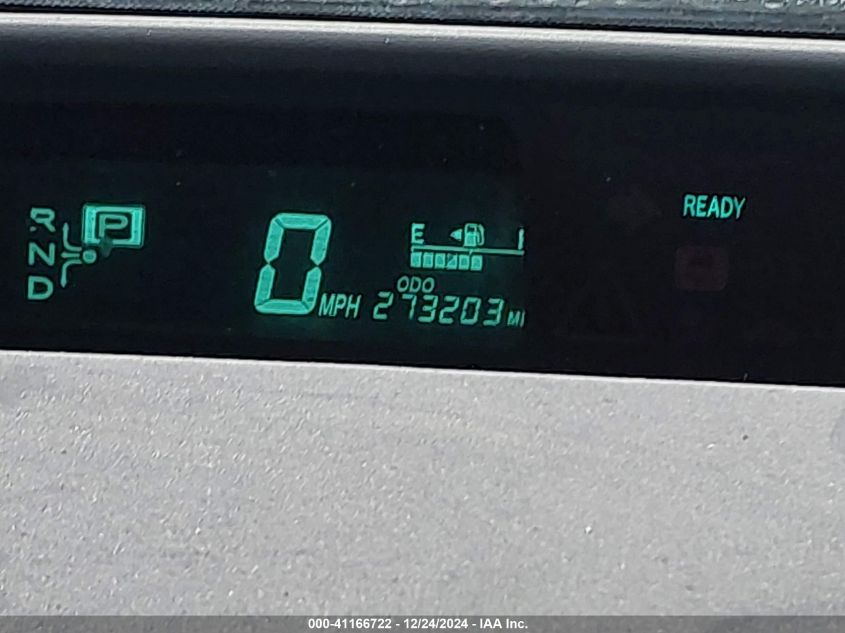 READY
R
P
N
D
0 MPH
E
ODO
273203 MI
000-41166722 - 12/24/2024 - IAA Inc.